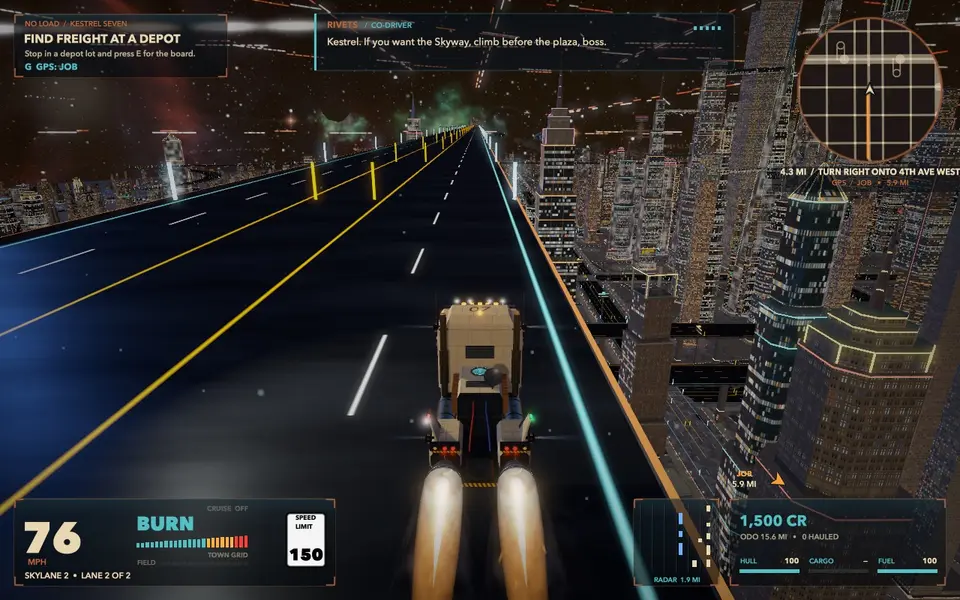 NO LOAD / KESTREL SEVEN
FIND FREIGHT AT A DEPOT
Stop in a depot lot and press E for the board.
G GPS: JOB
RIVETS / CO-DRIVER
Kestrel. If you want the Skyway, climb before the plaza, boss.
4.3 MI / TURN RIGHT ONTO 4TH AVE WEST
GPS / JOB • 5.9 MI
JOB
5.9 MI
CRUISE OFF
76
MPH
BURN
TOWN GRID
FIELD
SPEED
LIMIT
150
SKYLANE 2 • LANE 2 OF 2
RADAR 1.9 MI
1,500 CR
ODO 15.6 MI • 0 HAULED
HULL 100 CARGO – FUEL 100